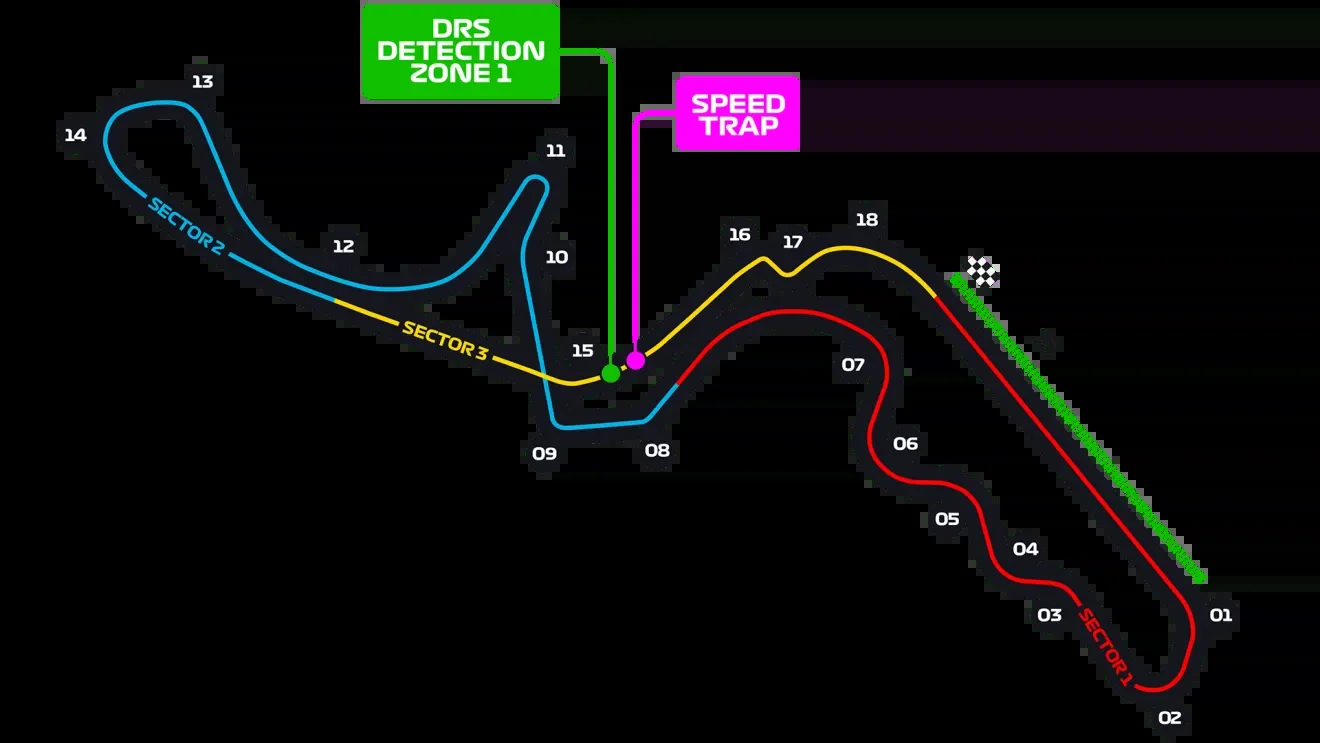 DRS
DETECTION
ZONE 1
SPEED
TRAP
13
14
11
18
16
17
12
10
SECTOR 2
SECTOR 3
15
07
06
09
08
05
04
03
01
SECTOR 1
02